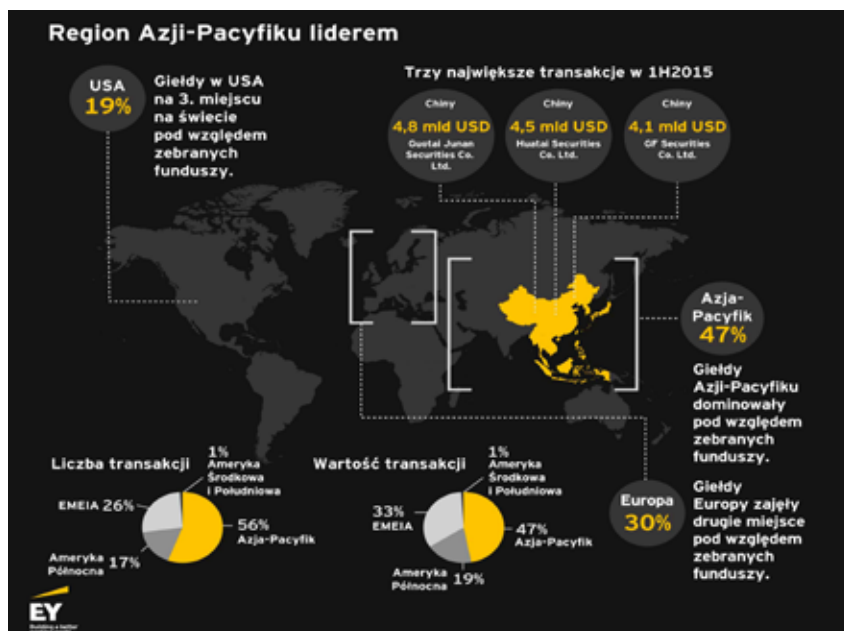 Region Azji-Pacyfiku liderem
USA
19%
Giełdy w USA
na 3. miejscu
na świecie
pod względem
zebranych
funduszy.
Trzy największe transakcje w 1H2015
Chiny
4,8 mld USD
Guotai Junan
Securities Co.
Ltd.
Chiny
4,5 mld USD
Huatai Securities
Co. Ltd.
Chiny
4,1 mld USD
GF Securities
Co. Ltd.
Azja-
Pacyfik
47%
Giełdy
Azji-Pacyfiku
dominowały
pod względem
zebranych
funduszy.
Europa
30%
Giełdy
Europy zajęły
drugie miejsce
pod względem
zebranych
funduszy.
Liczba transakcji
1%
Ameryka
Środkowa
i Południowa
EMEIA 26%
56%
Azja-Pacyfik
Ameryka 17%
Północna
Wartość transakcji
1%
Ameryka
Środkowa
i Południowa
33%
EMEIA
47%
Azja-Pacyfik
Ameryka 19%
Północna
EY